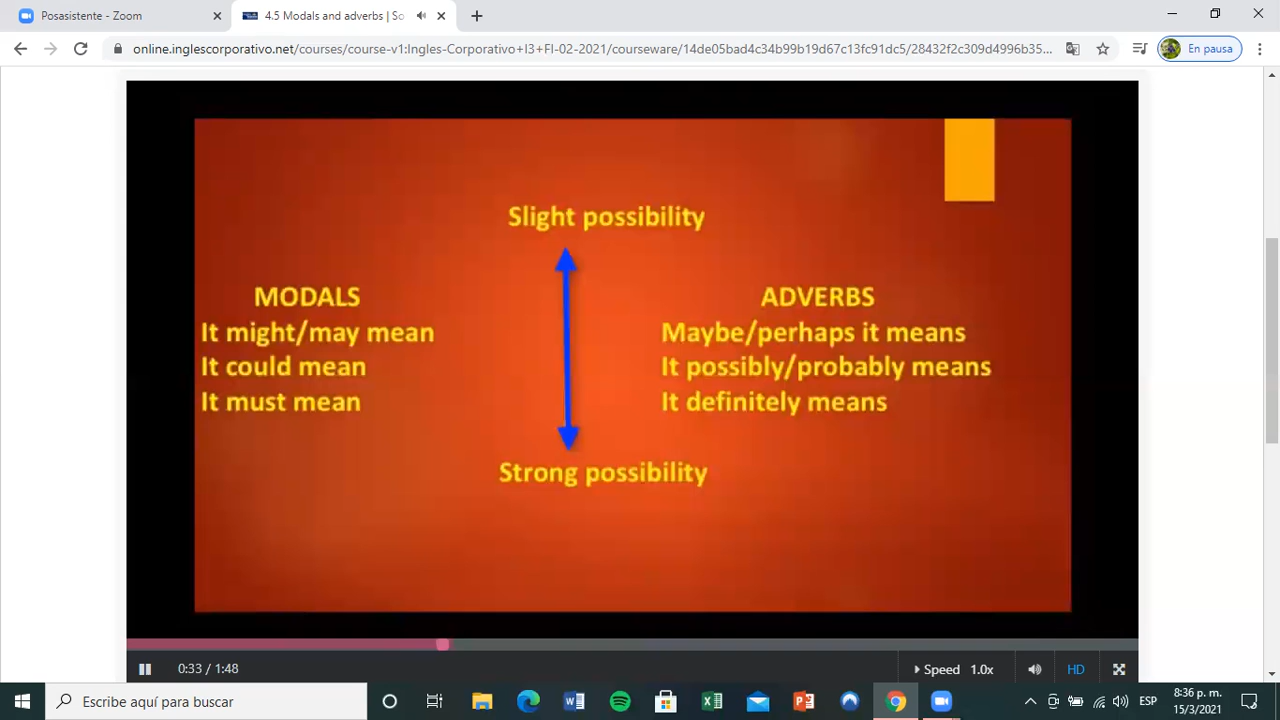 Posasistente - Zoom
4.5 Modals and adverbs | So
online.inglescorporativo.net/courses/course-v1:Ingles-Corporativo+I3+FI-02-2021/courseware/14de05bad4c34b99b19d67c13fc91dc5/28432f2c309d4996b35...
En pausa
Slight possibility
MODALS
It might/may mean
It could mean
It must mean
ADVERBS
Maybe/perhaps it means
It possibly/probably means
It definitely means
Strong possibility
0:33 / 1:48
Speed 1.0x
HD
Escribe aquí para buscar
ESP
8:36 p. m.
15/3/2021